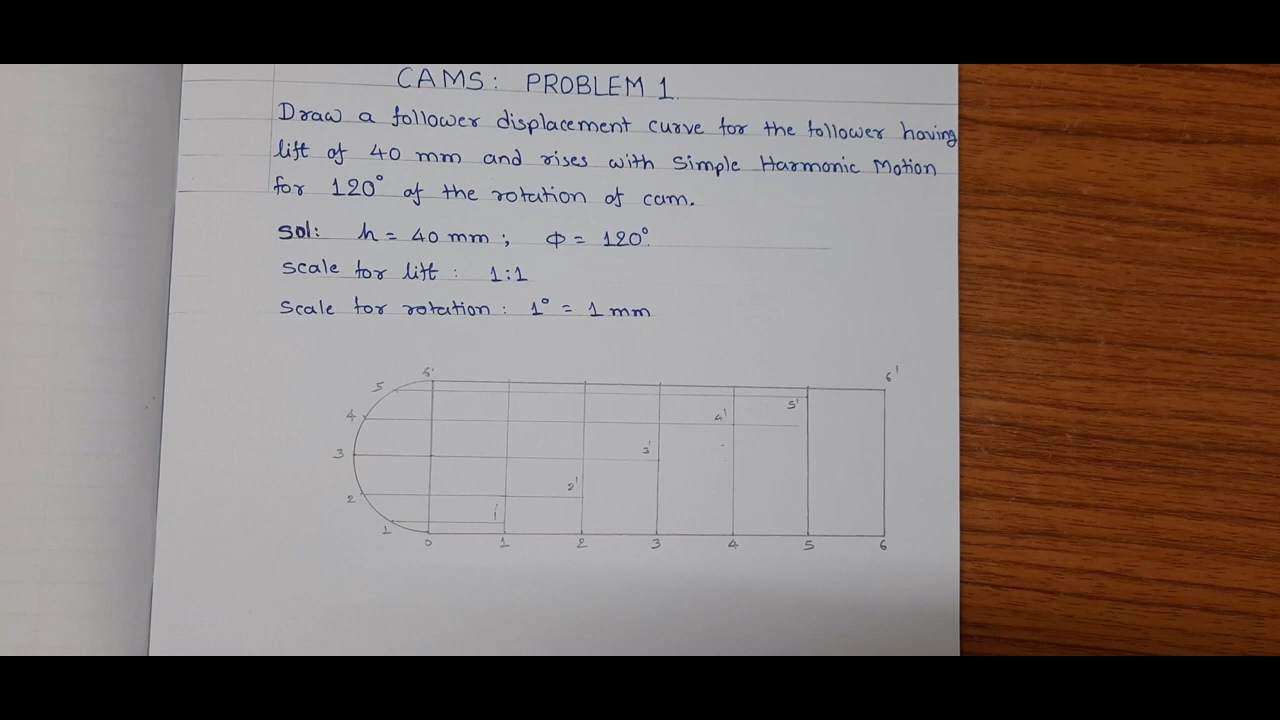 CAMS: PROBLEM 1.
Draw a follower displacement curve for the follower having
lift of 40 mm and rises with Simple Harmonic Motion
for 120° of the rotation of cam.
Sol: h = 40 mm ; Φ = 120°.
Scale for lift : 1:1
Scale for rotation : 1° = 1 mm
6' 6'
5 5'
4 4'
3 3'
2 2'
1 1'
0 1 2 3 4 5 6